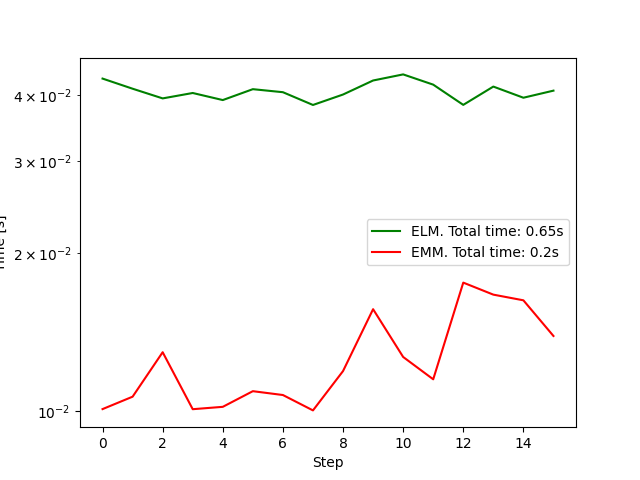 4 × 10⁻²
3 × 10⁻²
2 × 10⁻²
10⁻²
ELM. Total time: 0.65s
EMM. Total time: 0.2s
0 2 4 6 8 10 12 14
Step